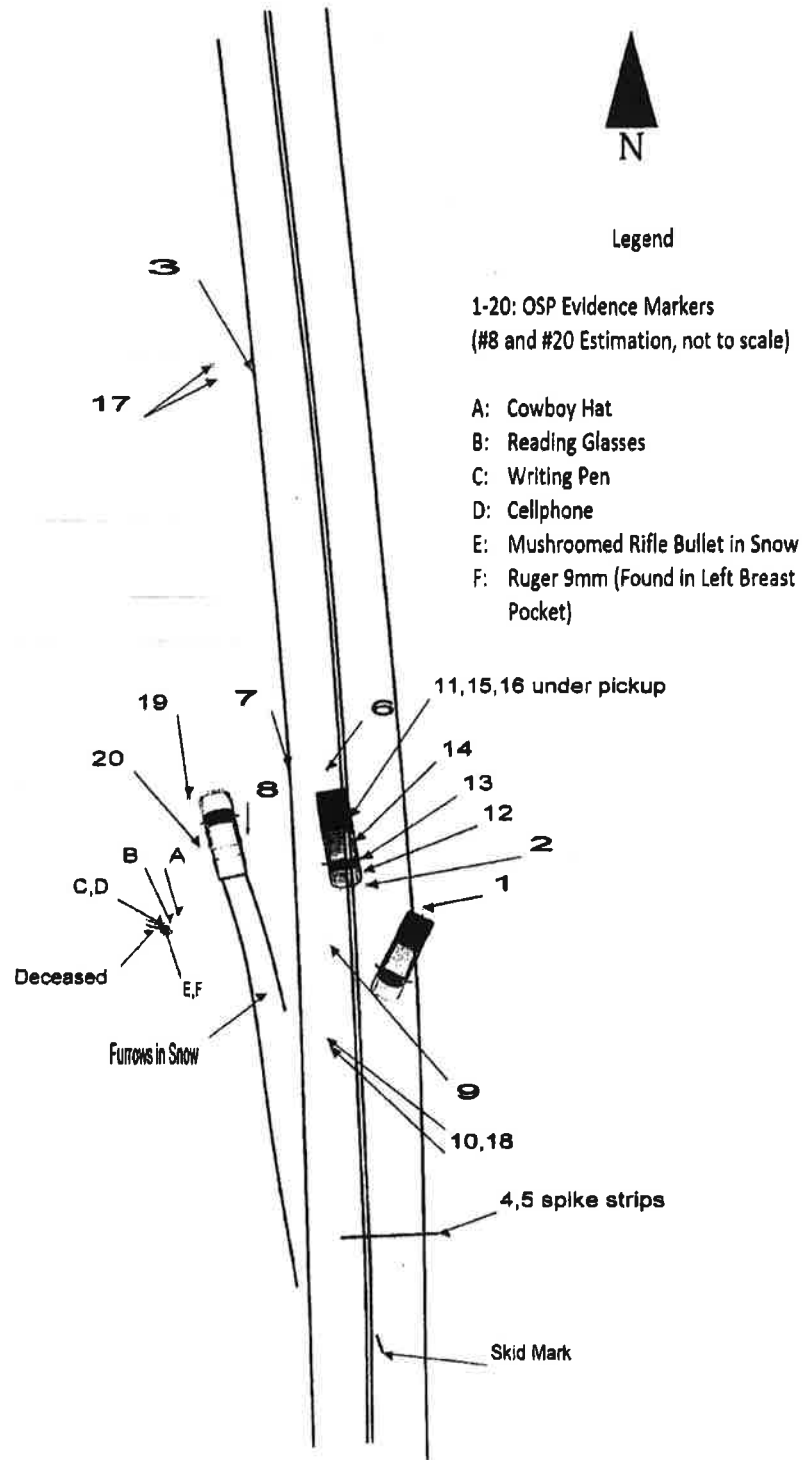 N
Legend
1-20: OSP Evidence Markers
(#8 and #20 Estimation, not to scale)
A: Cowboy Hat
B: Reading Glasses
C: Writing Pen
D: Cellphone
E: Mushroomed Rifle Bullet in Snow
F: Ruger 9mm (Found in Left Breast
Pocket)
3
17
11,15,16 under pickup
7
6
19
14
20
8
13
12
B
A
2
C,D
1
Deceased
E,F
Furrows in Snow
9
10,18
4,5 spike strips
Skid Mark